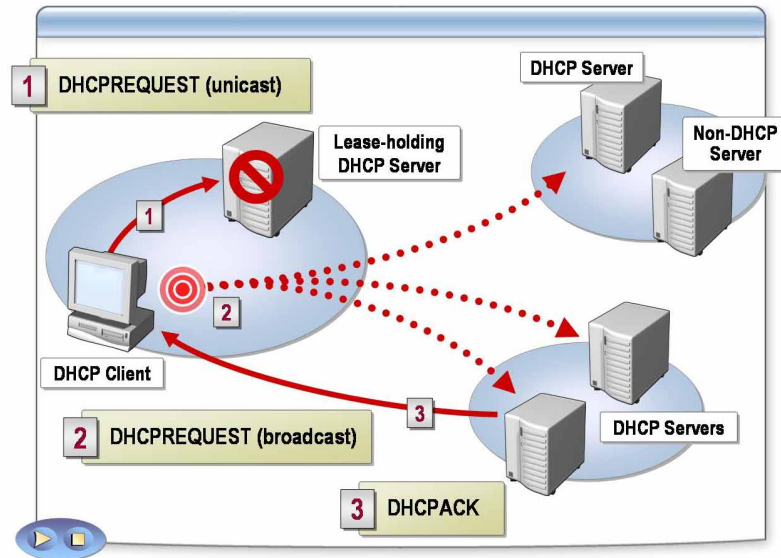 1 DHCPREQUEST (unicast)
DHCP Server
Lease-holding
DHCP Server
Non-DHCP
Server
1
2
DHCP Client
3
DHCP Servers
2 DHCPREQUEST (broadcast)
3 DHCPACK